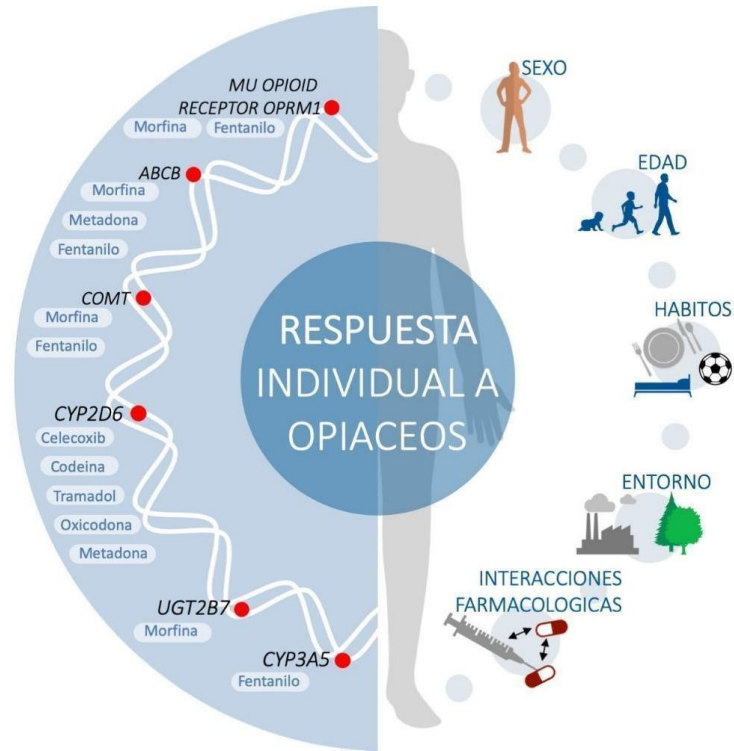 MU OPIOID
RECEPTOR OPRM1
Morfina
Fentanilo
ABCB
Morfina
Metadona
Fentanilo
COMT
Morfina
Fentanilo
CYP2D6
Celecoxib
Codeina
Tramadol
Oxicodona
Metadona
UGT2B7
Morfina
CYP3A5
Fentanilo
RESPUESTA
INDIVIDUAL A
OPIACEOS
SEXO
EDAD
HABITOS
ENTORNO
INTERACCIONES
FARMACOLOGICAS